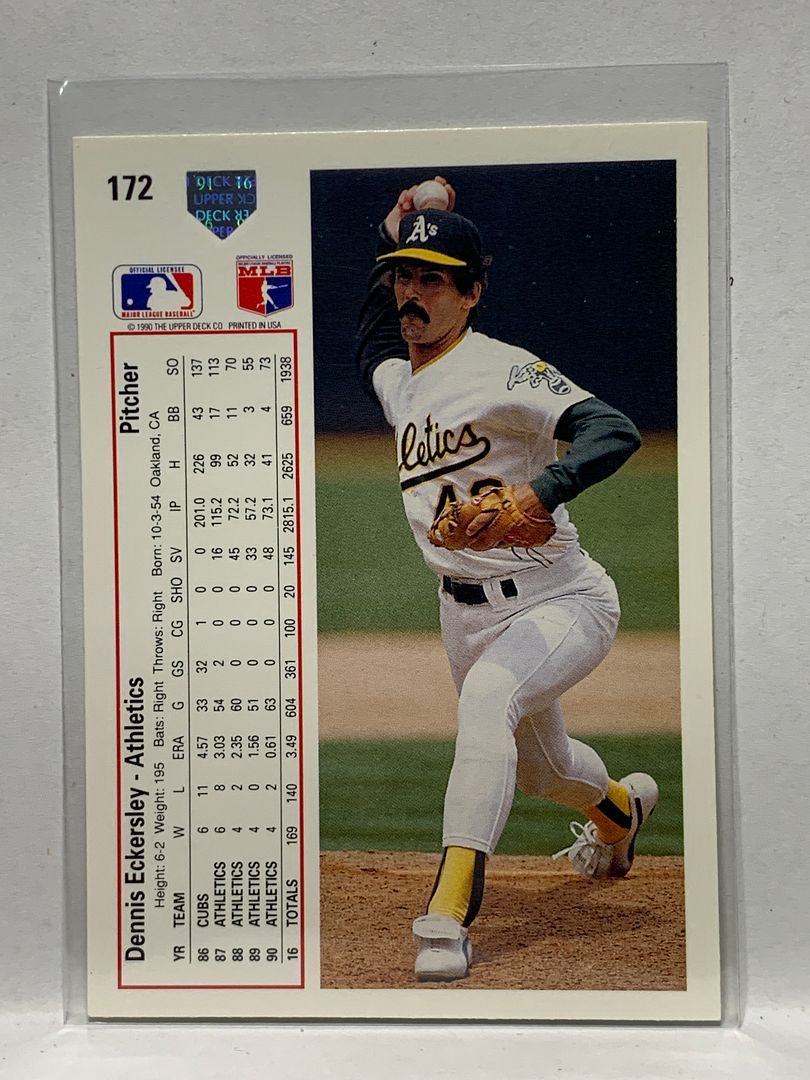 172
91 16
UPPER DECK
OFFICIAL LICENSEE
MAJOR LEAGUE BASEBALL
OFFICIALLY LICENSED
MLB
© 1990 THE UPPER DECK CO PRINTED IN USA
Dennis Eckersley - Athletics Pitcher
Height: 6-2 Weight: 195 Bats: Right Throws: Right Born: 10-3-54 Oakland, CA
YR TEAM W L ERA G GS CG SHO SV IP H BB SO
86 CUBS 6 11 4.57 33 32 1 0 0 201.0 226 43 137
87 ATHLETICS 6 8 3.03 54 2 0 0 16 115.2 99 17 113
88 ATHLETICS 4 2 2.35 60 0 0 0 45 72.2 52 11 70
89 ATHLETICS 4 0 1.56 51 0 0 0 33 57.2 32 3 55
90 ATHLETICS 4 2 0.61 63 0 0 0 48 73.1 41 4 73
16 TOTALS 169 140 3.49 604 361 100 20 145 2815.1 2625 659 1938
A's
letics
4